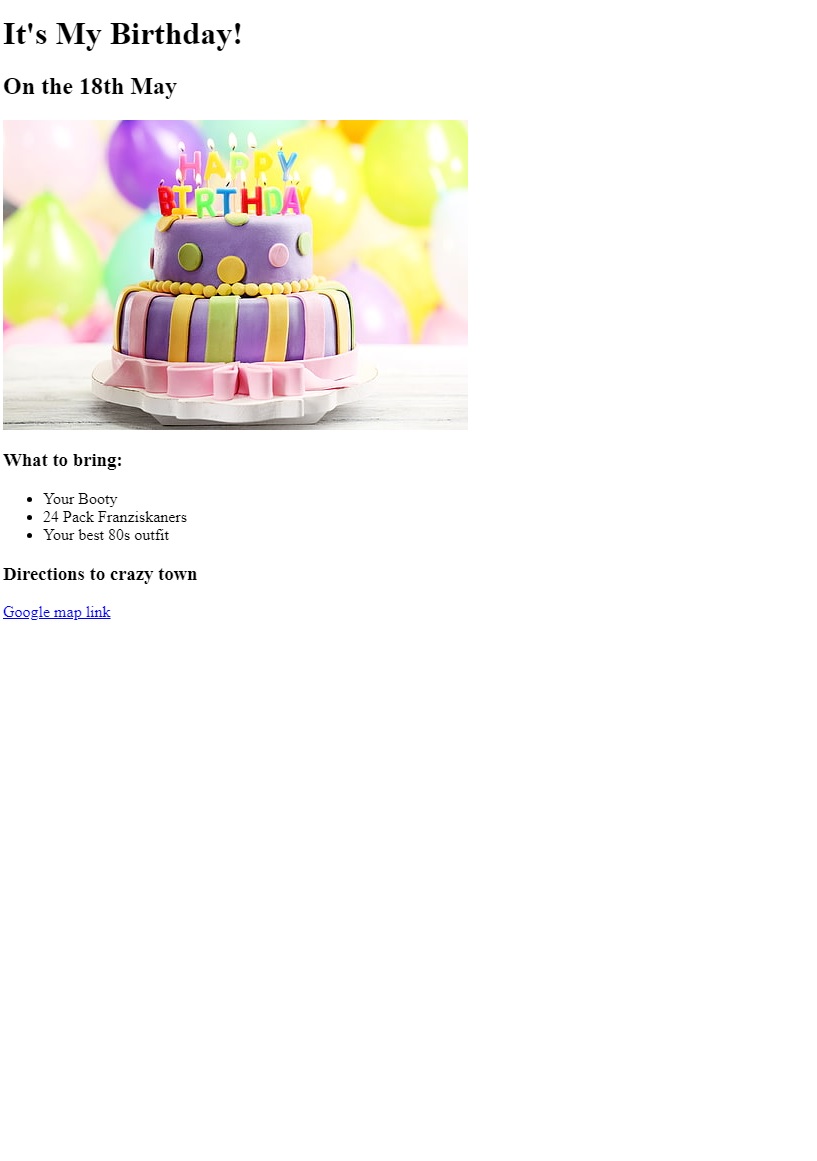 It's My Birthday!
On the 18th May
HAPPY
BIRTHDAY
What to bring:
Your Booty
24 Pack Franziskaners
Your best 80s outfit
Directions to crazy town
Google map link